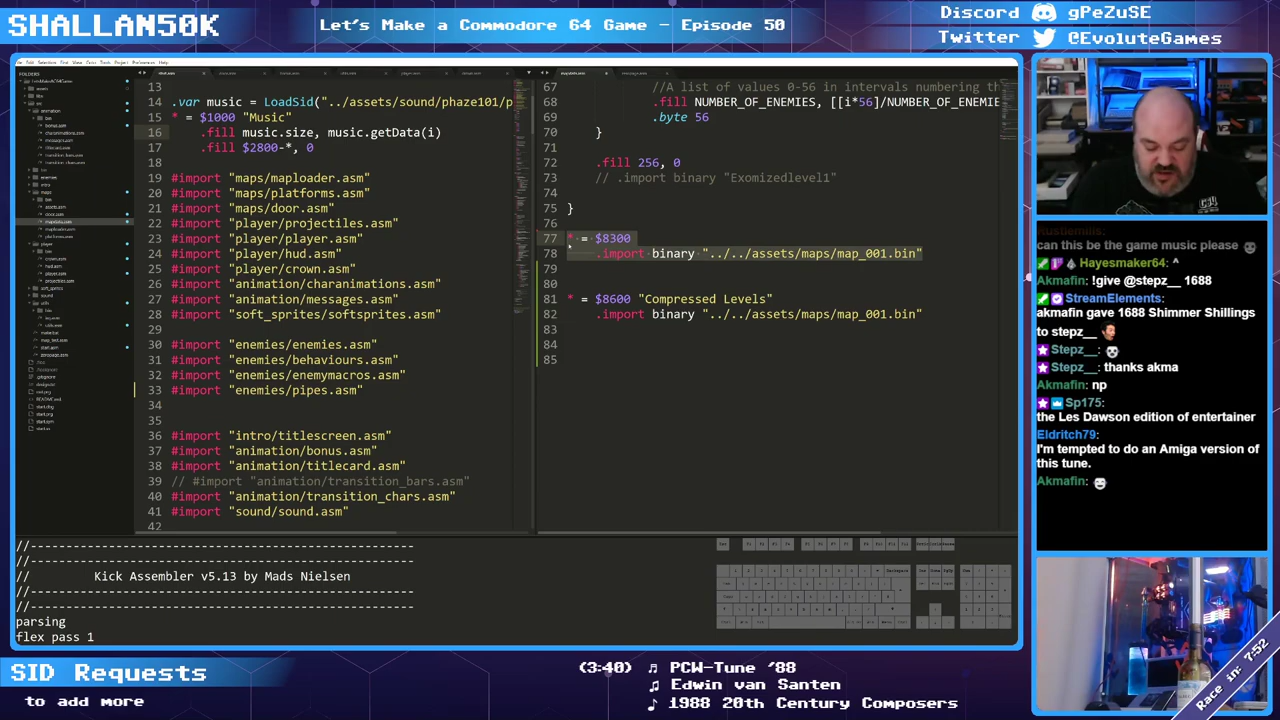 SHALLAN50K
Let's Make a Commodore 64 Game - Episode 50
Discord gPeZuSE
Twitter @EvoluteGames
FOLDERS
13
14 .var music = LoadSid("../assets/sound/phaze101/p
15 * = $1000 "Music"
16 .fill music.size, music.getData(i)
17 .fill $2800-*, 0
18
19 #import "maps/maploader.asm"
20 #import "maps/platforms.asm"
21 #import "maps/door.asm"
22 #import "player/projectiles.asm"
23 #import "player/player.asm"
24 #import "player/hud.asm"
25 #import "player/crown.asm"
26 #import "animation/charanimations.asm"
27 #import "animation/messages.asm"
28 #import "soft_sprites/softsprites.asm"
29
30 #import "enemies/enemies.asm"
31 #import "enemies/behaviours.asm"
32 #import "enemies/enemymacros.asm"
33 #import "enemies/pipes.asm"
34
35
36 #import "intro/titlescreen.asm"
37 #import "animation/bonus.asm"
38 #import "animation/titlecard.asm"
39 // #import "animation/transition_bars.asm"
40 #import "animation/transition_chars.asm"
41 #import "sound/sound.asm"
42
67 //A list of values 0-56 in intervals numbering th
68 .fill NUMBER_OF_ENEMIES, [[i*56]/NUMBER_OF_ENEMIE
69 .byte 56
70 }
71
72 .fill 256, 0
73 // .import binary "Exomizedlevel1"
74
75 }
76
77 * = $8300
78 .import binary "../../assets/maps/map_001.bin"
79
80
81 * = $8600 "Compressed Levels"
82 .import binary "../../assets/maps/map_001.bin"
83
84
85
//--------------------------------------------------
//--------------------------------------------------
// Kick Assembler v5.13 by Mads Nielsen
//--------------------------------------------------
//--------------------------------------------------
parsing
flex pass 1
Rustemills:
can this be the game music please
Haysmaker64: ^
Akmafin: !give @stepz__ 1688
StreamElements:
akmafin gave 1688 Shimmer Shillings
to stepz__
Stepz__:
Stepz__: thanks akma
Akmafin: np
Sp175:
the Les Dawson edition of entertainer
Eldritch79:
I'm tempted to do an Amiga version of
this tune.
Akmafin:
Race in: 7:52
SID Requests
to add more
(3:40) PCW-Tune '88
Edwin van Santen
1988 20th Century Composers